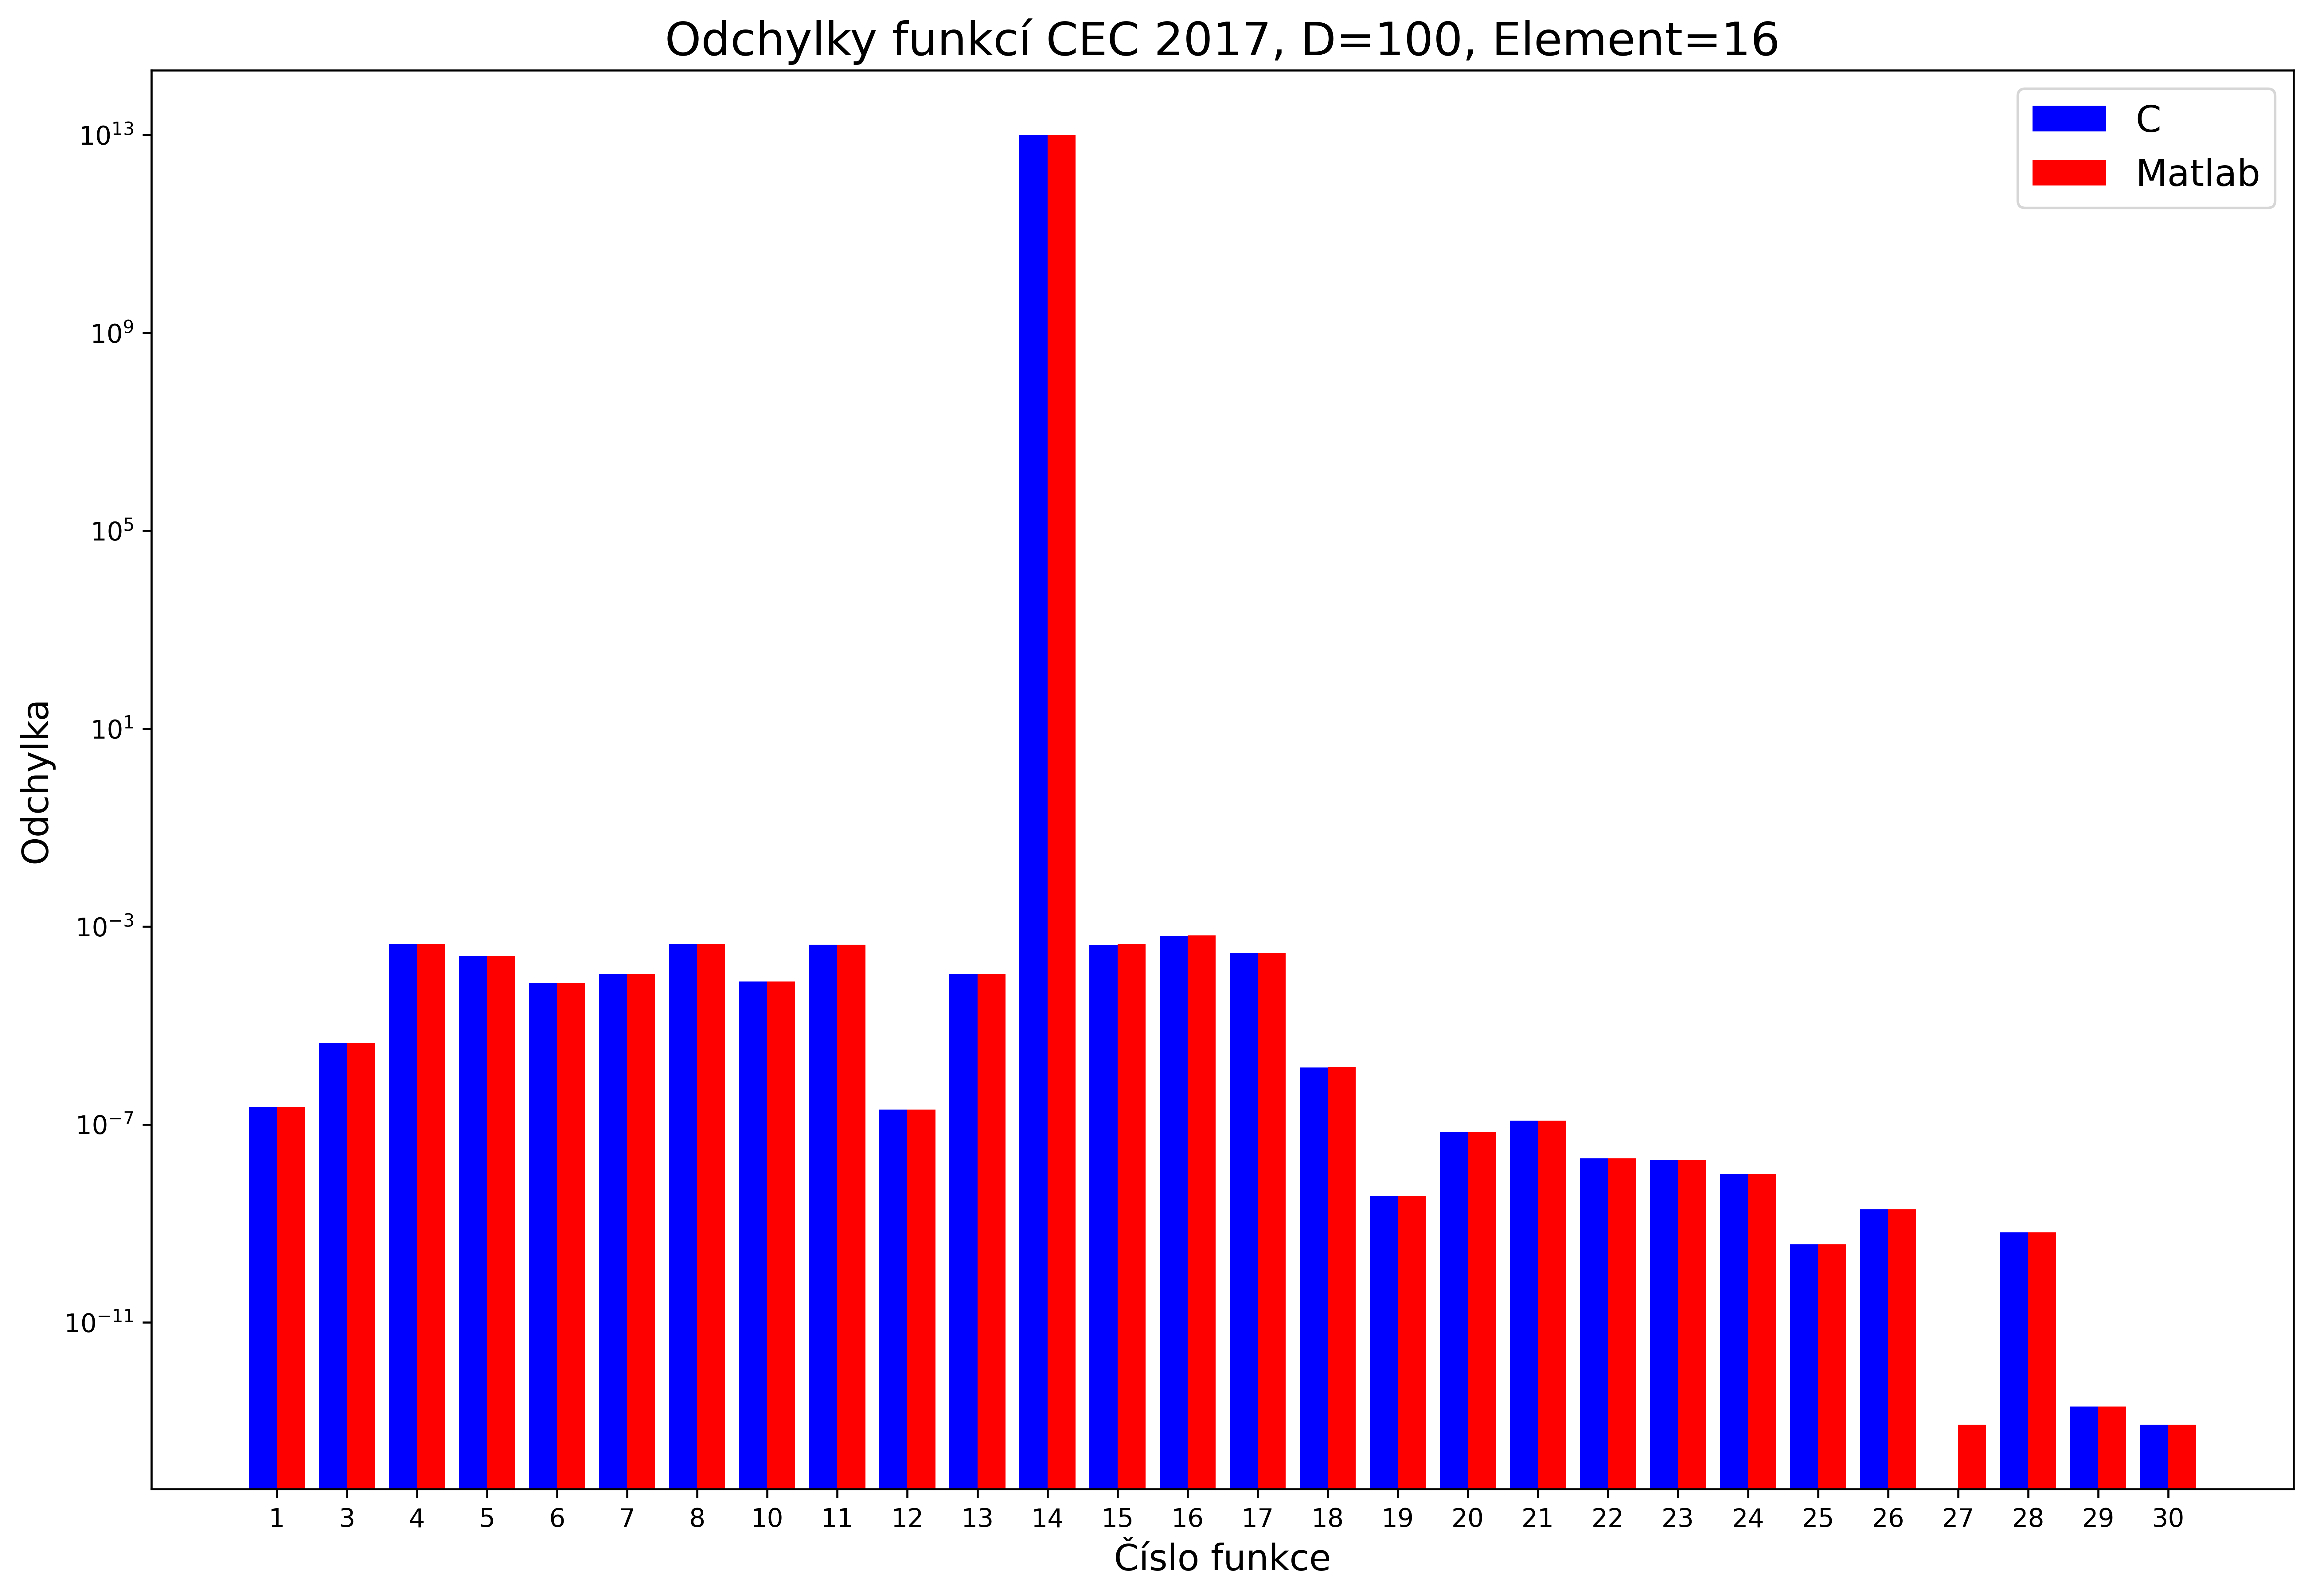 Odchylky funkcí CEC 2017, D=100, Element=16
C
Matlab
10^13
10^9
10^5
10^1
10^−3
10^−7
10^−11
Odchylka
1 3 4 5 6 7 8 10 11 12 13 14 15 16 17 18 19 20 21 22 23 24 25 26 27 28 29 30
Číslo funkce